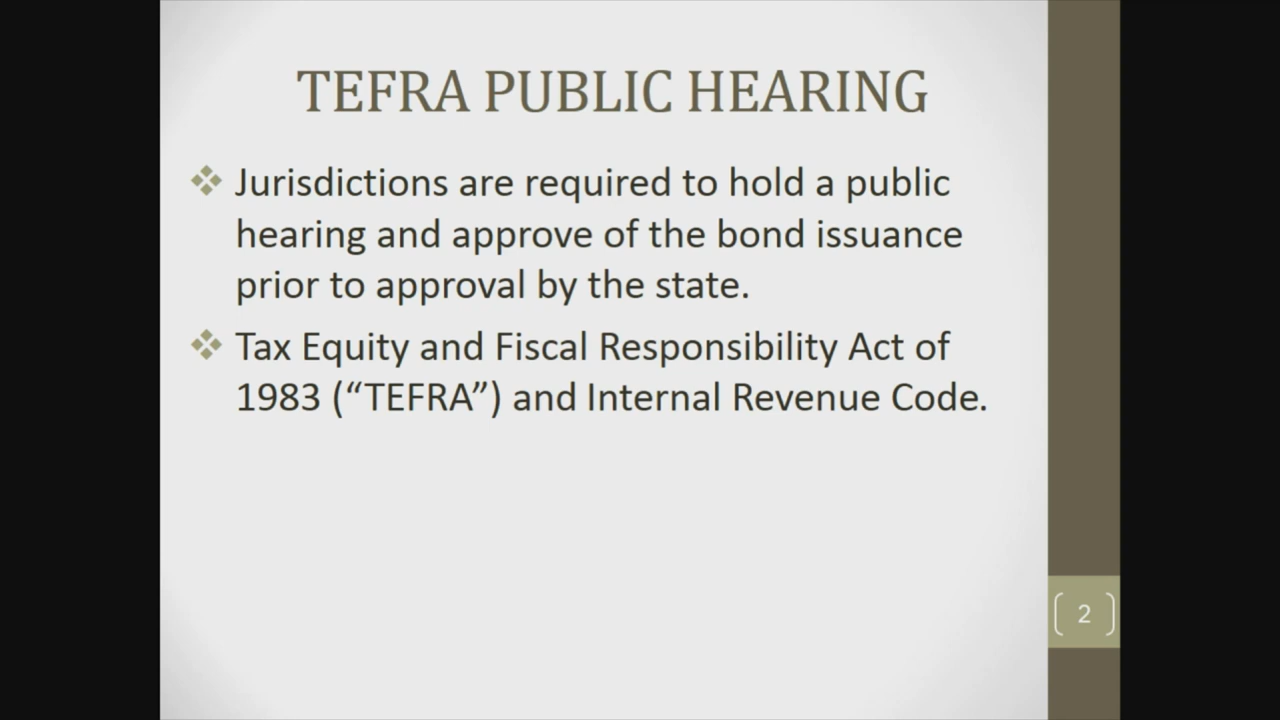 TEFRA PUBLIC HEARING
Jurisdictions are required to hold a public
hearing and approve of the bond issuance
prior to approval by the state.
Tax Equity and Fiscal Responsibility Act of
1983 (“TEFRA”) and Internal Revenue Code.
2